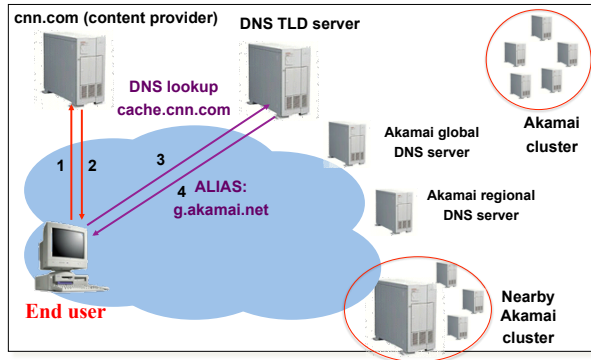 cnn.com (content provider)
DNS TLD server
DNS lookup
cache.cnn.com
Akamai
cluster
Akamai global
DNS server
1
2
3
4
ALIAS:
g.akamai.net
Akamai regional
DNS server
End user
Nearby
Akamai
cluster